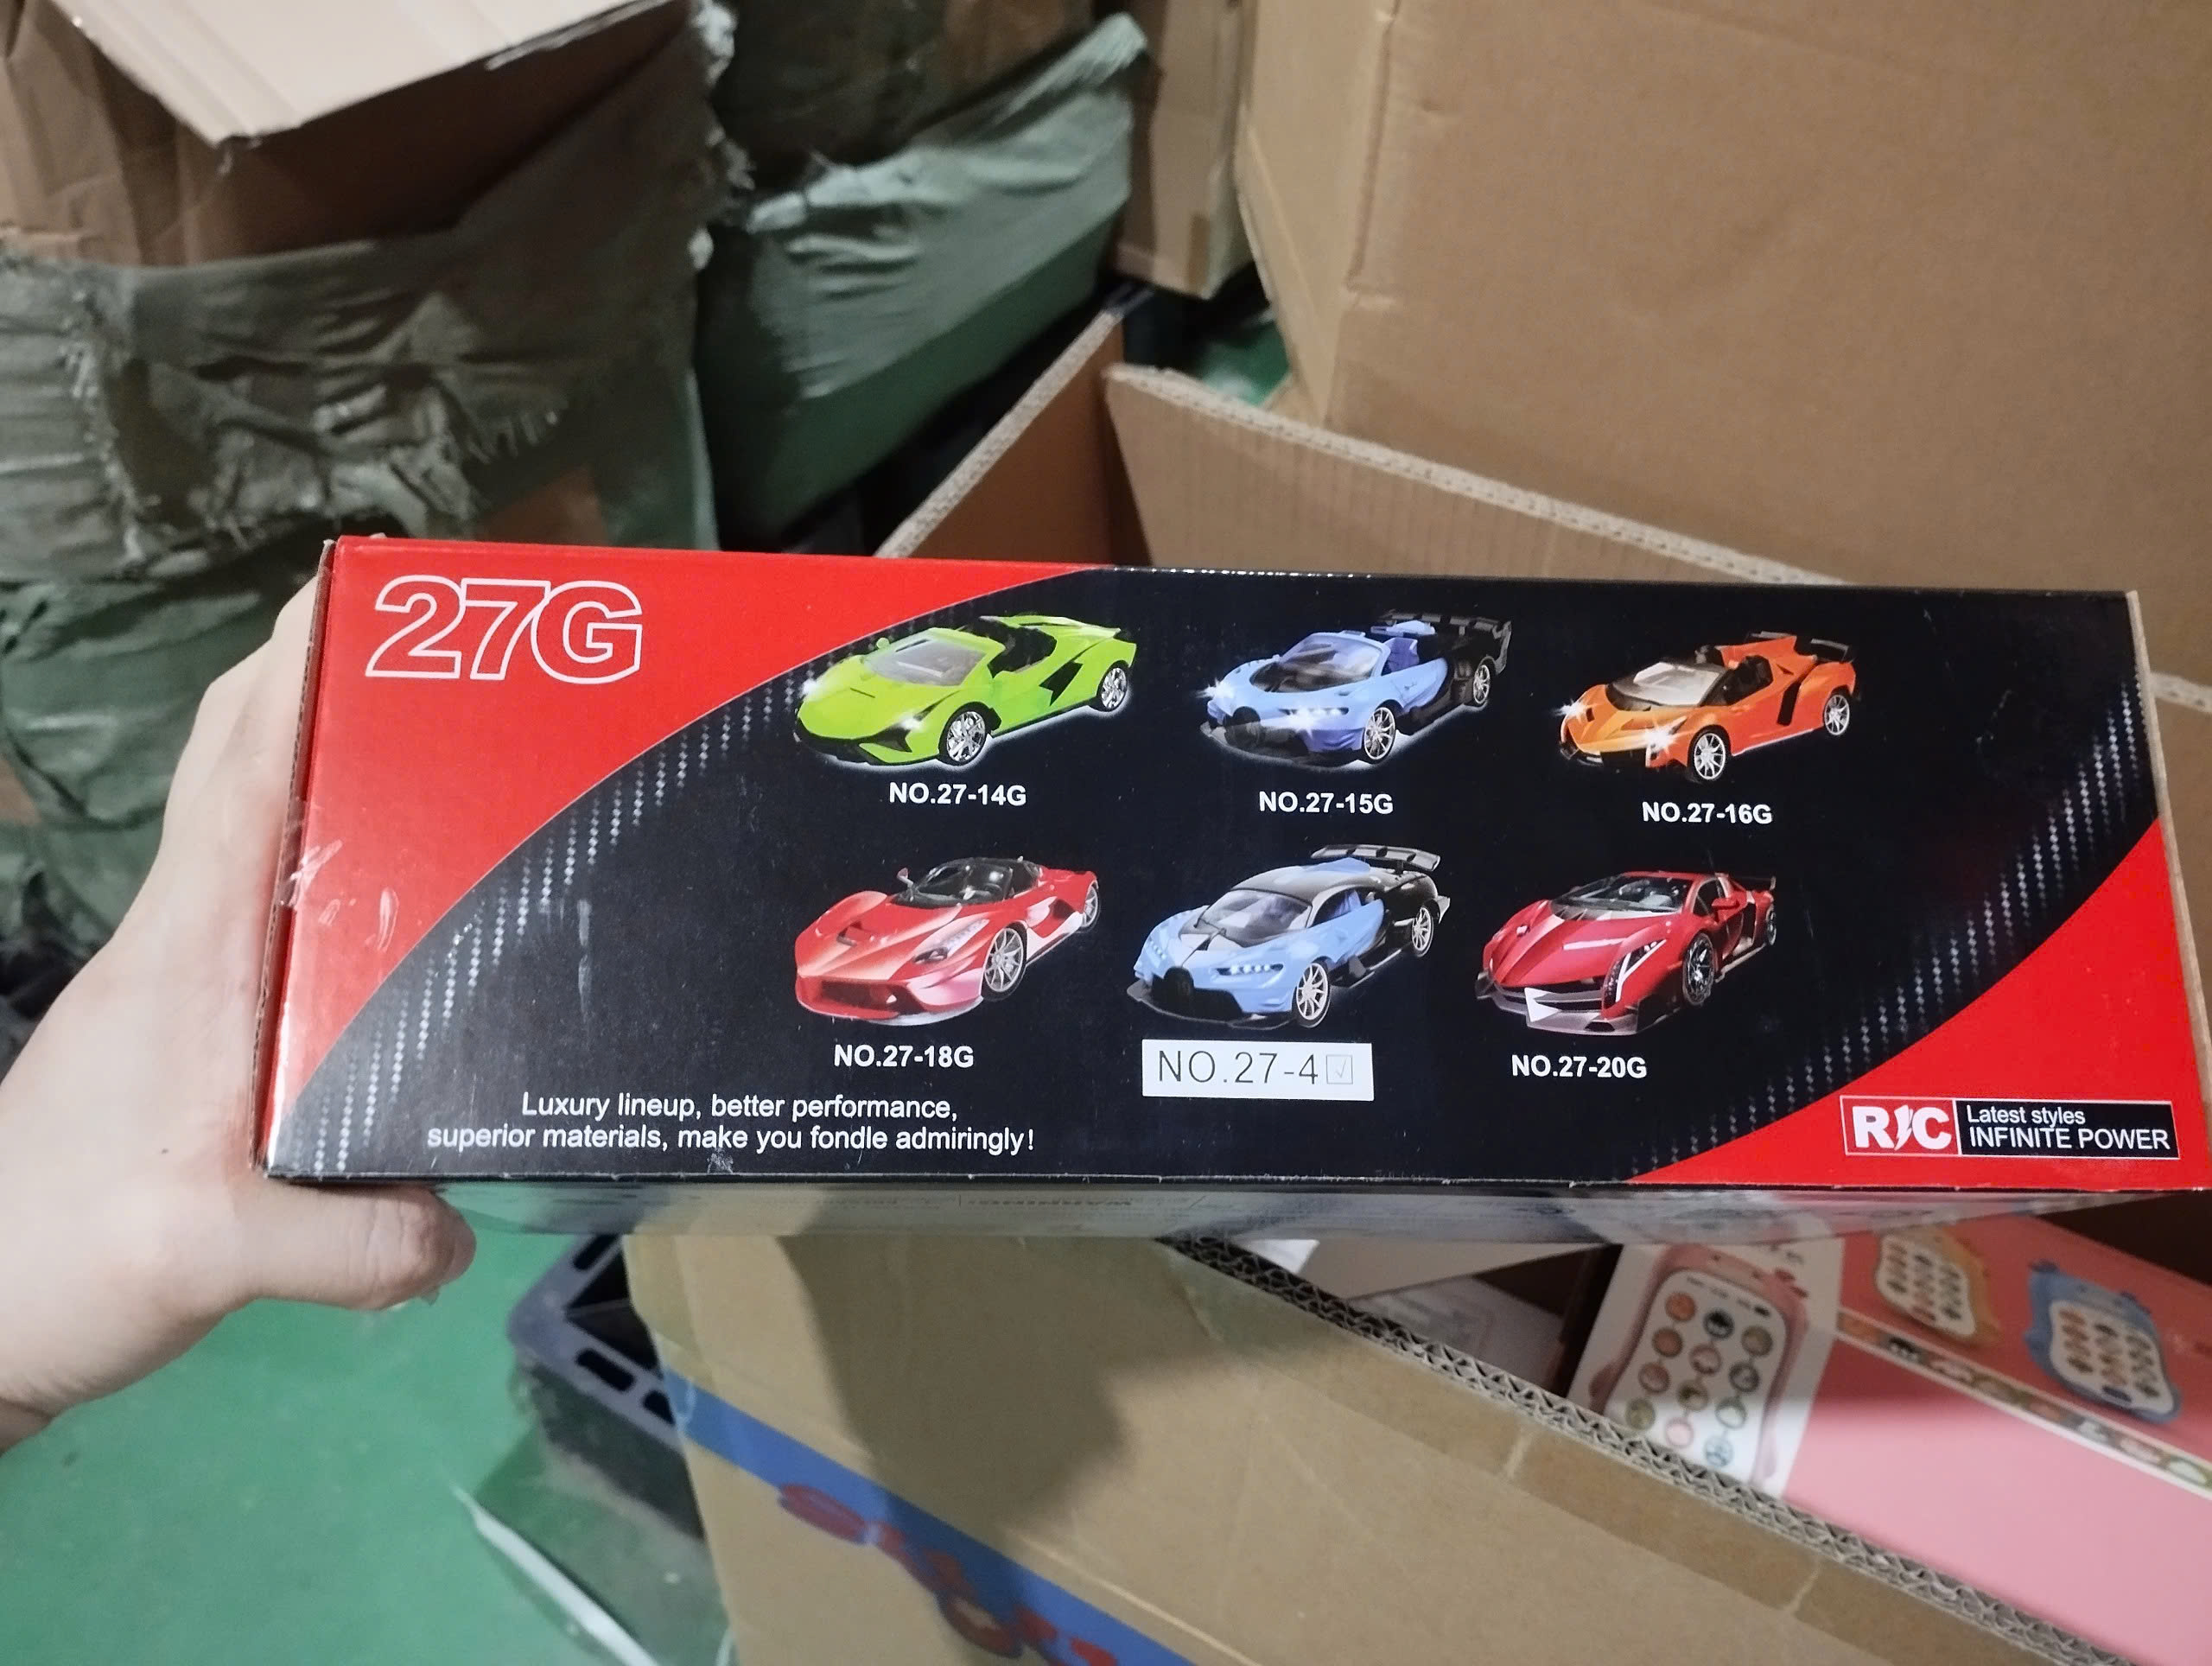 27G
NO.27-14G
NO.27-15G
NO.27-16G
NO.27-18G
NO.27-4
NO.27-20G
Luxury lineup, better performance,
superior materials, make you fondle admiringly!
R/C
Latest styles
INFINITE POWER